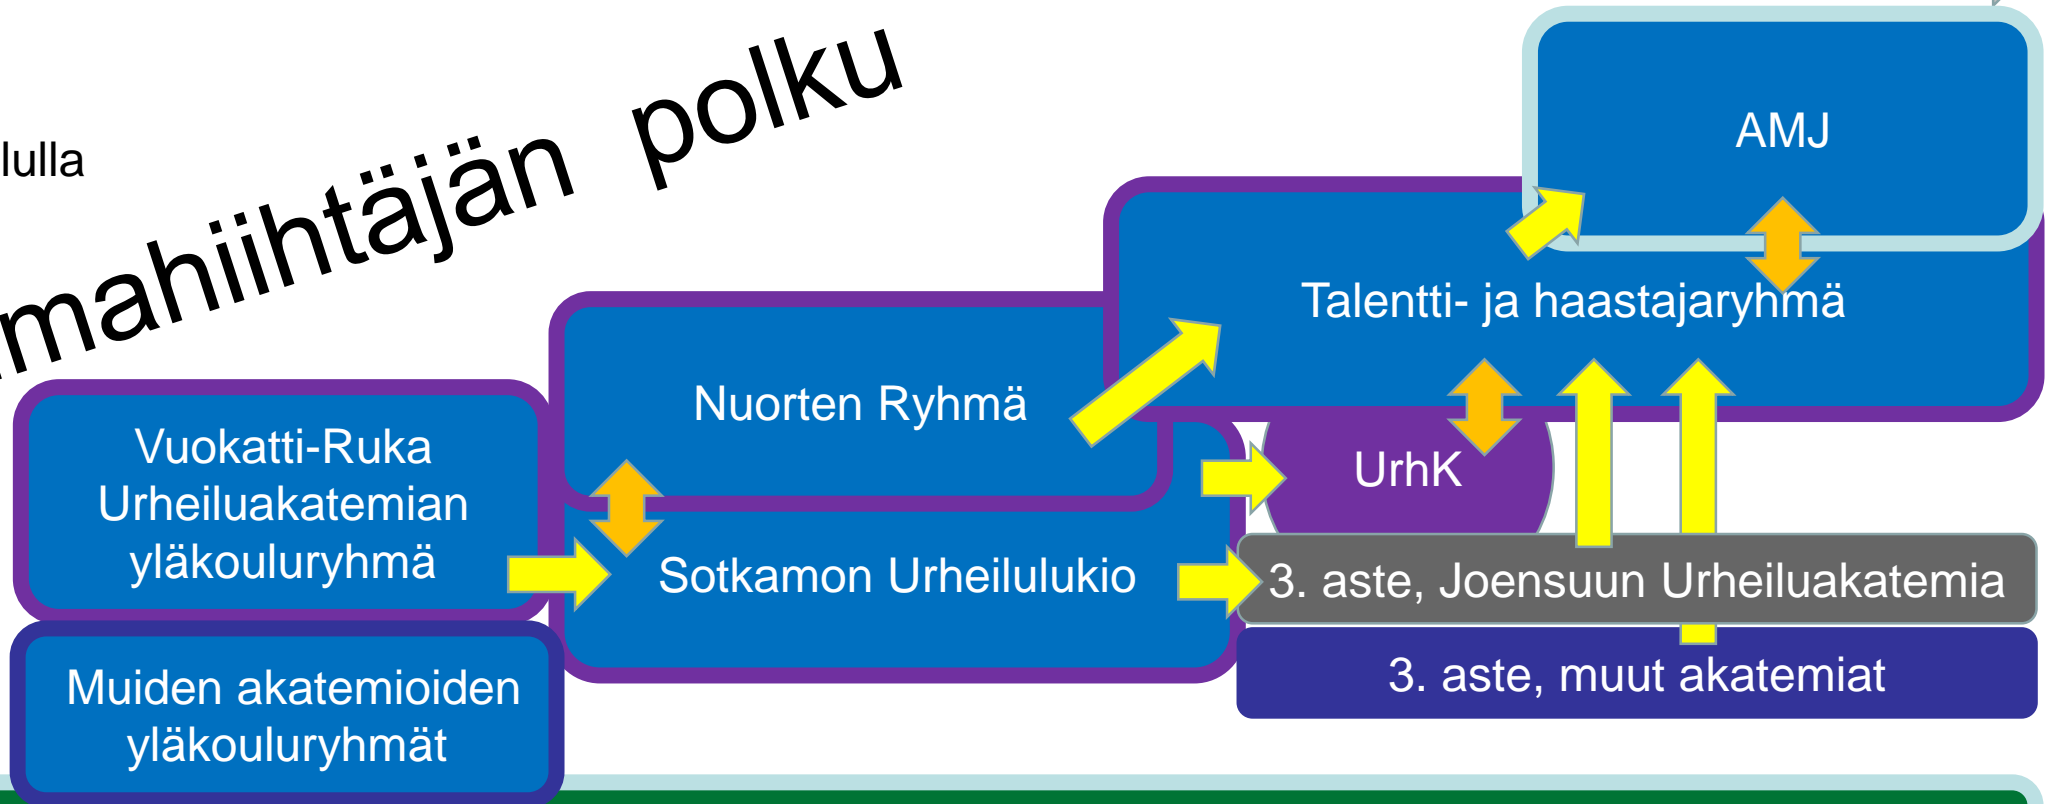 lulla
mahiihtäjän polku
AMJ
Talentti- ja haastajaryhmä
Nuorten Ryhmä
Vuokatti-Ruka
Urheiluakatemian
yläkouluryhmä
UrhK
Sotkamon Urheilulukio
3. aste, Joensuun Urheiluakatemia
3. aste, muut akatemiat
Muiden akatemioiden
yläkouluryhmät